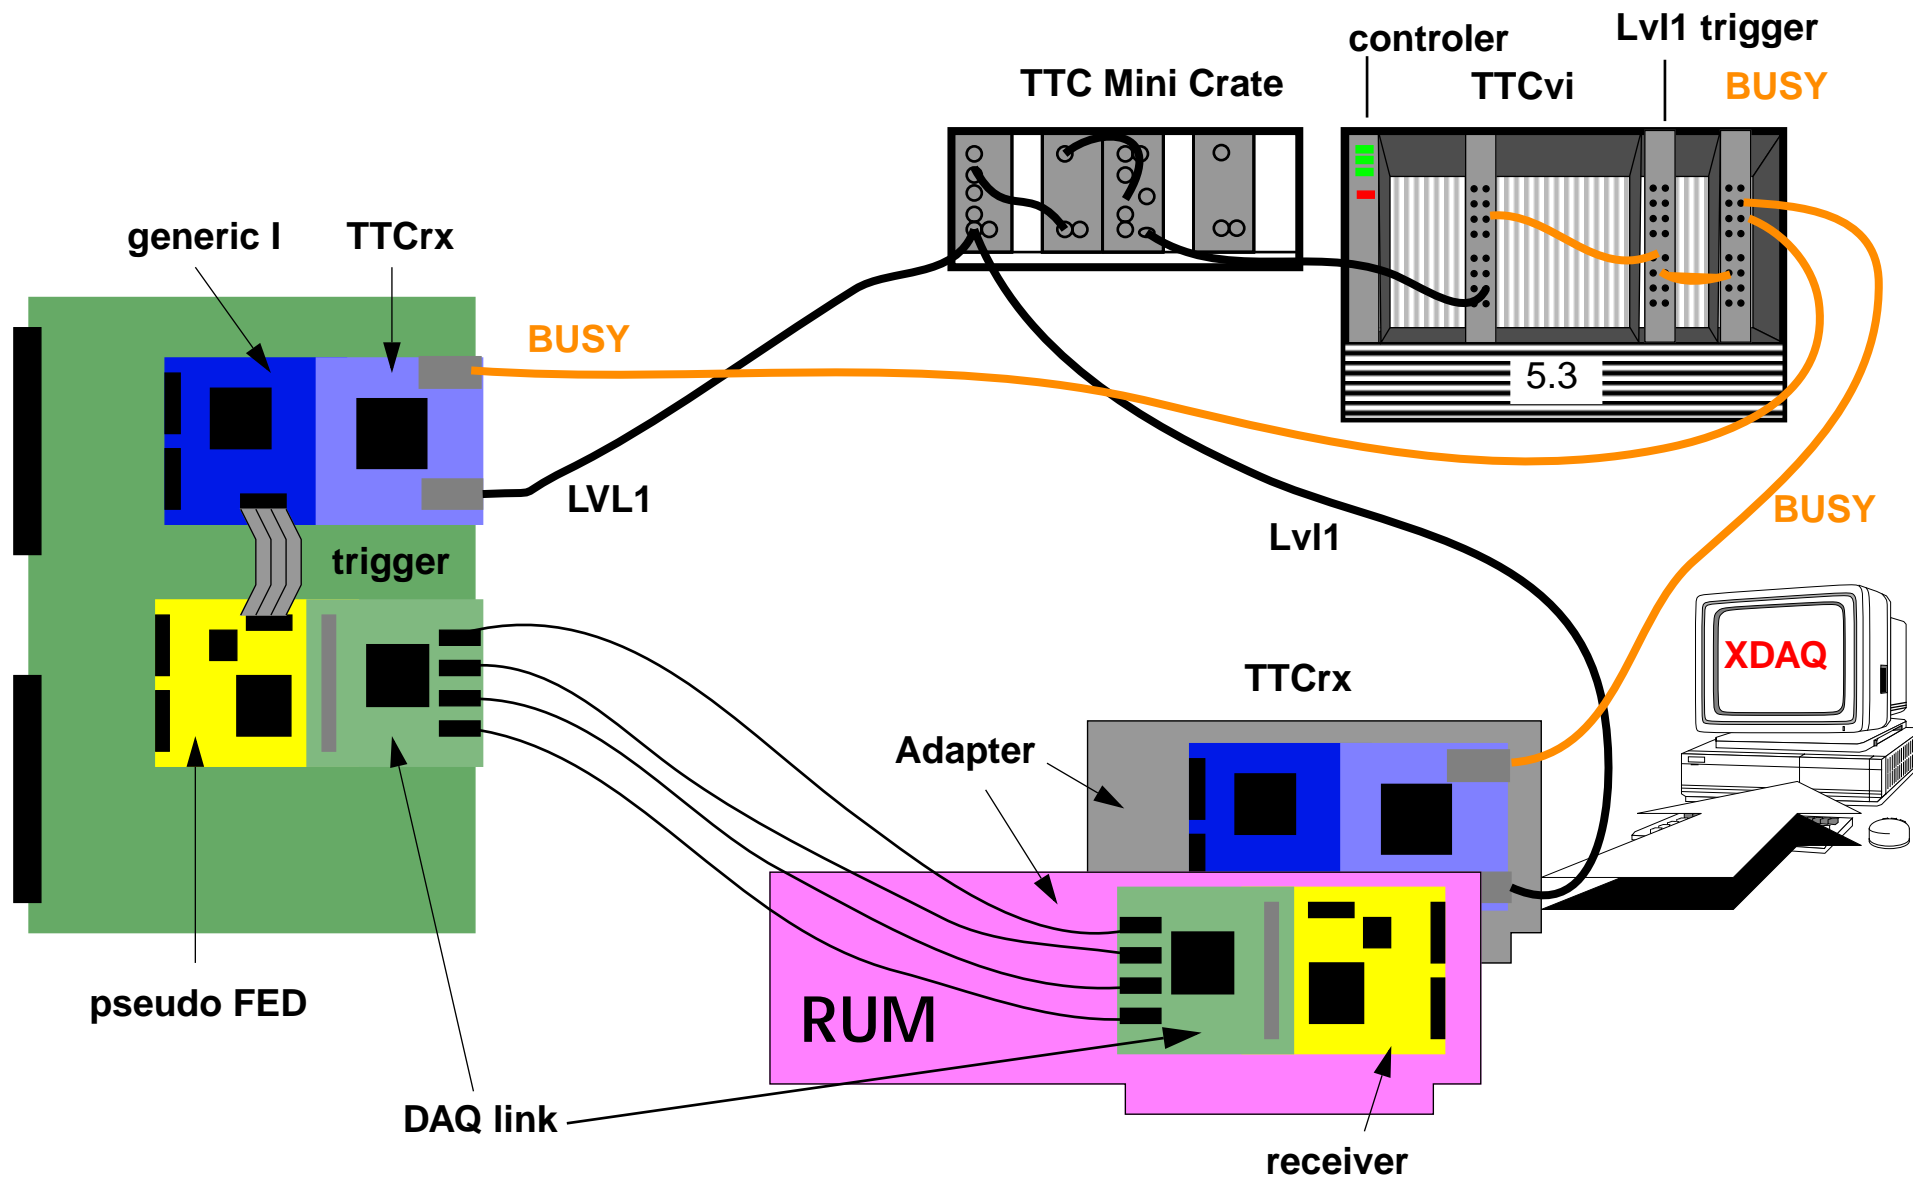 Lvl1 trigger
controler
TTC Mini Crate
TTCvi
BUSY
generic I
TTCrx
BUSY
5.3
LVL1
BUSY
Lvl1
trigger
XDAQ
TTCrx
Adapter
pseudo FED
RUM
DAQ link
receiver